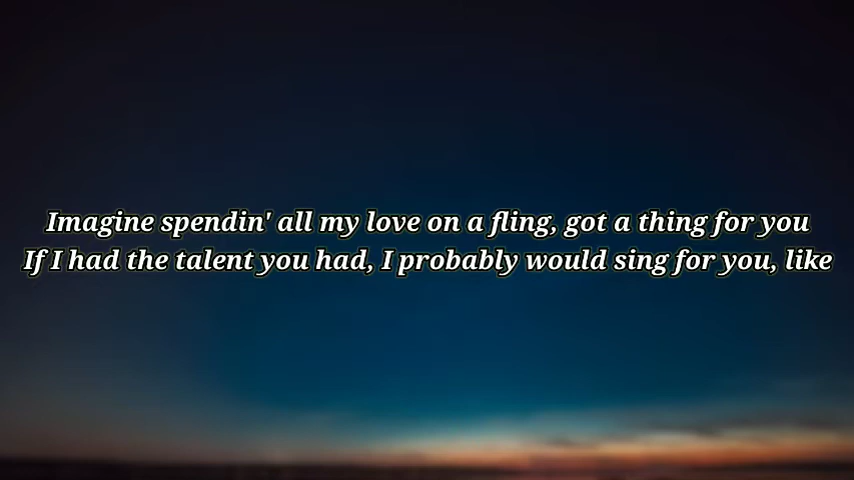 Imagine spendin' all my love on a fling, got a thing for you
If I had the talent you had, I probably would sing for you, like